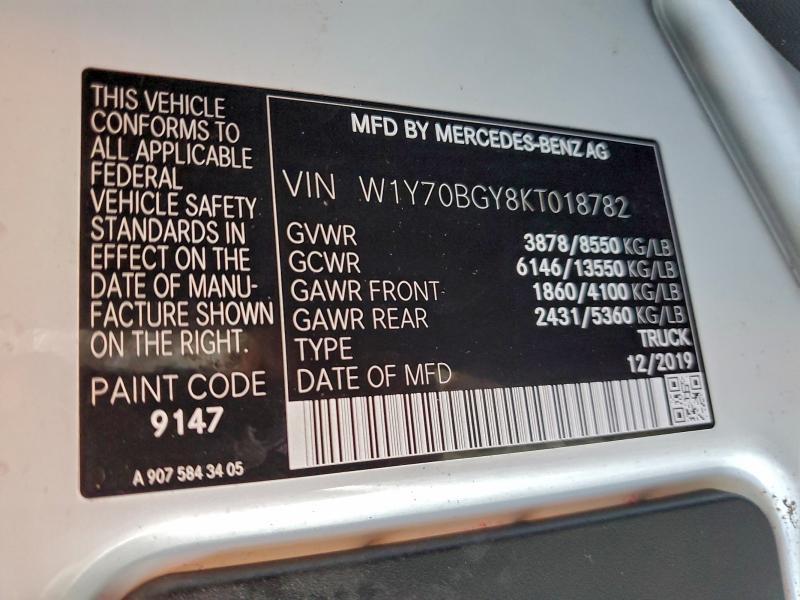 THIS VEHICLE
CONFORMS TO
ALL APPLICABLE
FEDERAL
VEHICLE SAFETY
STANDARDS IN
EFFECT ON THE
DATE OF MANU-
FACTURE SHOWN
ON THE RIGHT.
PAINT CODE
9147
A 907 584 34 05
MFD BY MERCEDES-BENZ AG
VIN W1Y70BGY8KT018782
GVWR 3878/8550 KG/LB
GCWR 6146/13550 KG/LB
GAWR FRONT 1860/4100 KG/LB
GAWR REAR 2431/5360 KG/LB
TYPE TRUCK
DATE OF MFD 12/2019